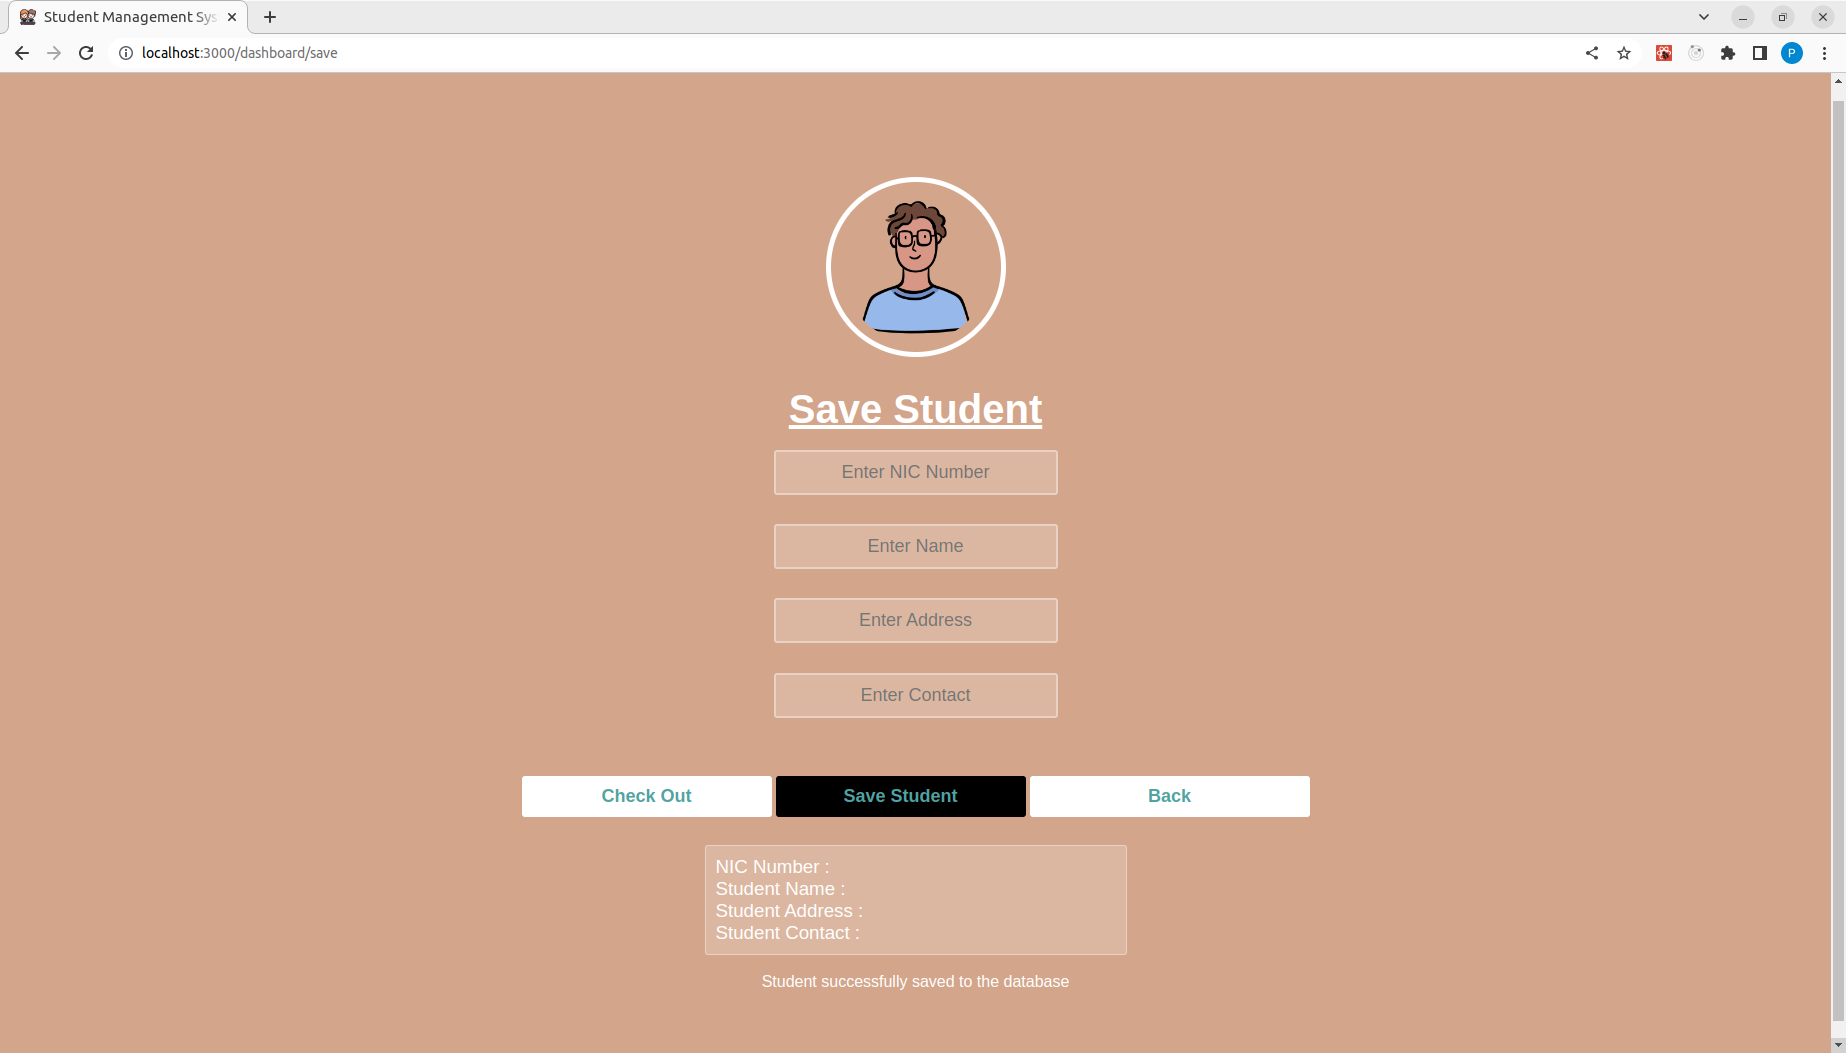 Student Management Sys
localhost:3000/dashboard/save
P
Save Student
Enter NIC Number
Enter Name
Enter Address
Enter Contact
Check Out
Save Student
Back
NIC Number :
Student Name :
Student Address :
Student Contact :
Student successfully saved to the database